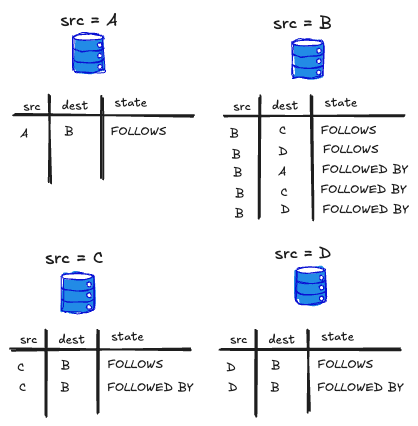 src = A
src dest state
A B FOLLOWS
src = B
src dest state
B C FOLLOWS
B D FOLLOWS
B A FOLLOWED BY
B C FOLLOWED BY
B D FOLLOWED BY
src = C
src dest state
C B FOLLOWS
C B FOLLOWED BY
src = D
src dest state
D B FOLLOWS
D B FOLLOWED BY